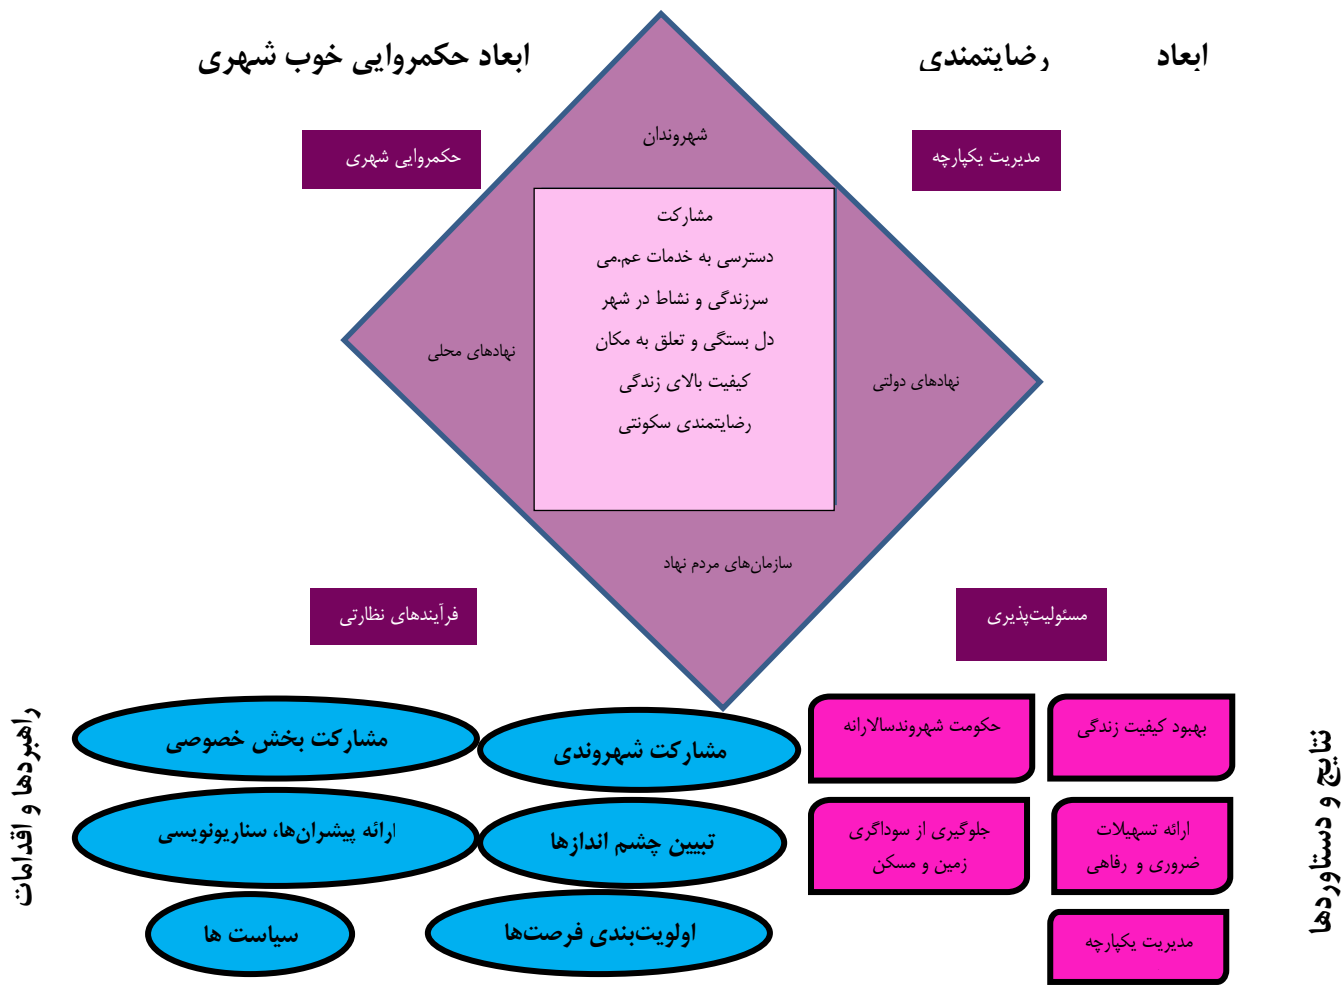 ابعاد رضایتمندی
ابعاد حکمروایی خوب شهری
شهروندان
مدیریت یکپارچه
حکمروایی شهری
مشارکت
دسترسی به خدمات عم.می
سرزندگی و نشاط در شهر
دل بستگی و تعلق به مکان
کیفیت بالای زندگی
رضایتمندی سکونتی
نهادهای دولتی
نهادهای محلی
سازمان‌های مردم نهاد
مسئولیت‌پذیری
فرآیندهای نظارتی
نتایج و دستاوردها
بهبود کیفیت زندگی
حکومت شهروندسالارانه
ارائه تسهیلات
ضروری و رفاهی
جلوگیری از سوداگری
زمین و مسکن
مدیریت یکپارچه
مشارکت شهروندی
مشارکت بخش خصوصی
تبیین چشم اندازها
ارائه پیشران‌ها، سناریونویسی
اولویت‌بندی فرصت‌ها
سیاست ها
راهبردها و اقدامات